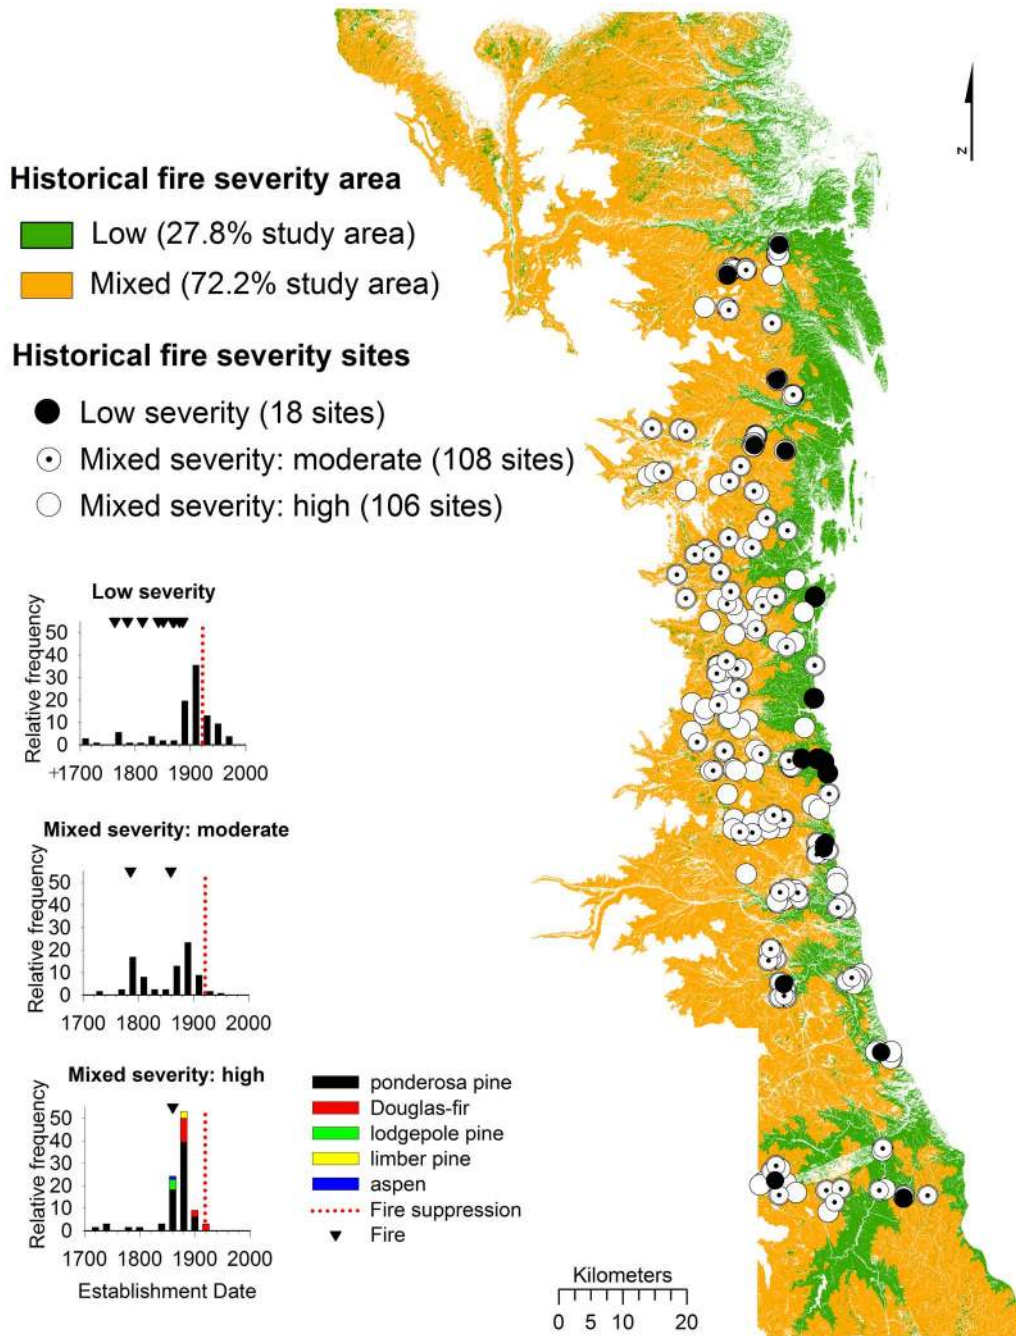 N
Historical fire severity area
Low (27.8% study area)
Mixed (72.2% study area)
Historical fire severity sites
Low severity (18 sites)
Mixed severity: moderate (108 sites)
Mixed severity: high (106 sites)
Low severity
Relative frequency
50
40
30
20
10
0
+1700 1800 1900 2000
Mixed severity: moderate
Relative frequency
50
40
30
20
10
0
1700 1800 1900 2000
Mixed severity: high
Relative frequency
50
40
30
20
10
0
1700 1800 1900 2000
Establishment Date
ponderosa pine
Douglas-fir
lodgepole pine
limber pine
aspen
Fire suppression
Fire
Kilometers
0 5 10 20